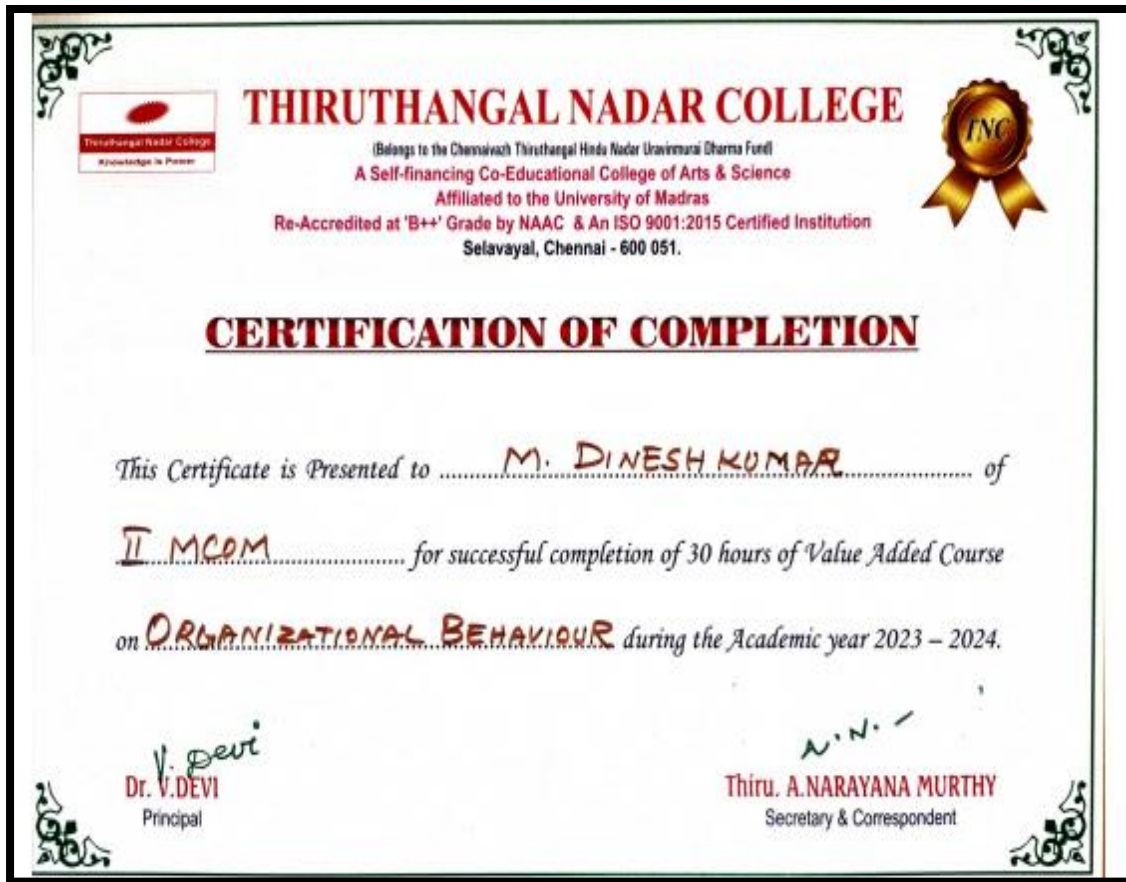 THIRUTHANGAL NADAR COLLEGE
Thiruthangal Nadar College
Knowledge is Power
(Belongs to the Chennaivazh Thiruthangal Hindu Nadar Uravinmurai Dharma Fund)
TNC
A Self-financing Co-Educational College of Arts & Science
Affiliated to the University of Madras
Re-Accredited at 'B++' Grade by NAAC & An ISO 9001:2015 Certified Institution
Selavayal, Chennai - 600 051.
CERTIFICATION OF COMPLETION
This Certificate is Presented to M. DINESH KUMAR of
II MCOM for successful completion of 30 hours of Value Added Course
on ORGANIZATIONAL BEHAVIOUR during the Academic year 2023 – 2024.
V. Devi
N.N.
Dr. V.DEVI
Principal
Thiru. A.NARAYANA MURTHY
Secretary & Correspondent